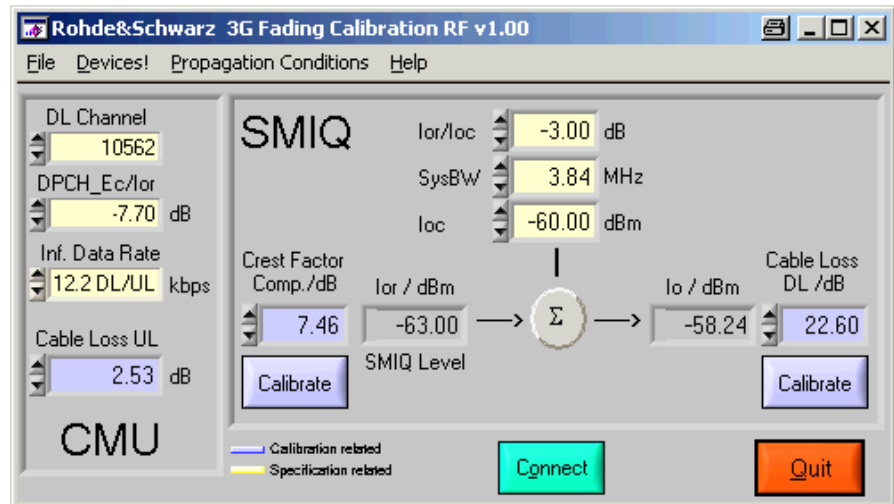 Rohde&Schwarz 3G Fading Calibration RF v1.00
File Devices! Propagation Conditions Help
DL Channel
10562
DPCH_Ec/Ior
-7.70 dB
Inf. Data Rate
12.2 DL/UL kbps
Cable Loss UL
2.53 dB
CMU
SMIQ
Ior/Ioc -3.00 dB
SysBW 3.84 MHz
Ioc -60.00 dBm
Crest Factor
Comp./dB
7.46
Calibrate
Ior / dBm
-63.00
SMIQ Level
Σ
Io / dBm
-58.24
Cable Loss
DL /dB
22.60
Calibrate
Calibration related
Specification related
Connect
Quit